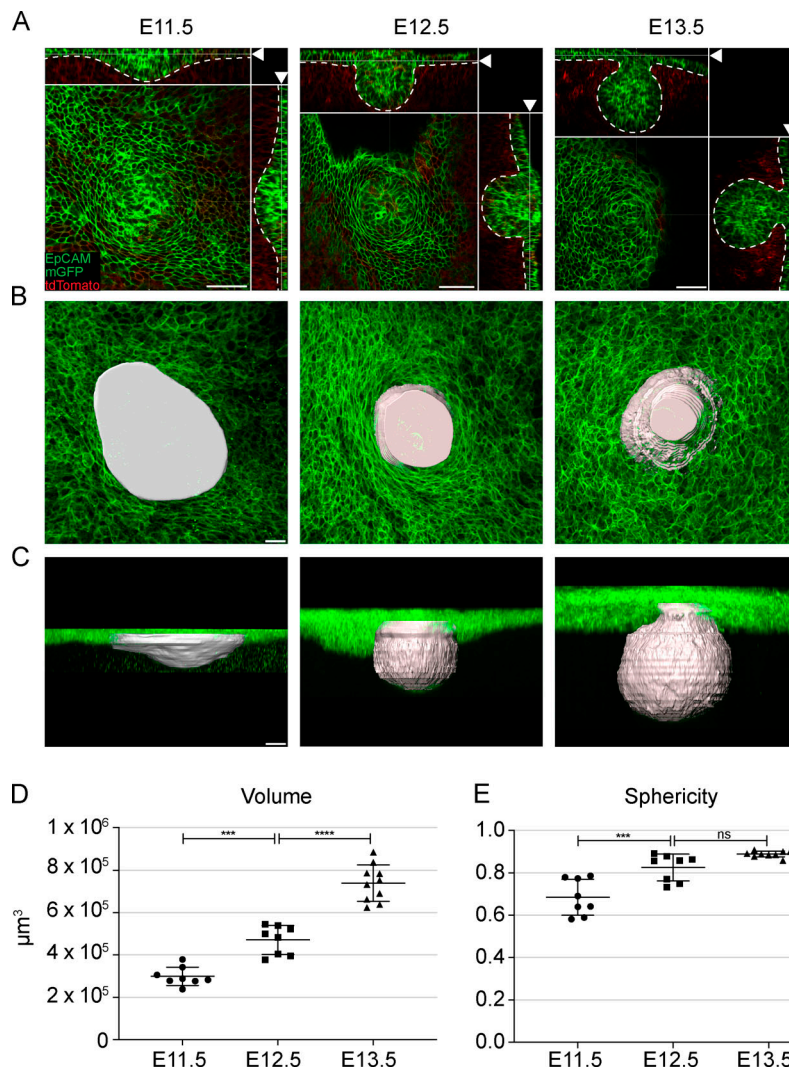 A
E11.5 E12.5 E13.5
EpCAM
mGFP
tdTomato
B
C
D Volume
*** ****
1 x 10⁶
8 x 10⁵
6 x 10⁵
4 x 10⁵
2 x 10⁵
0
µm³
E11.5 E12.5 E13.5
E Sphericity
*** ns
1.0
0.8
0.6
0.4
0.2
0.0
E11.5 E12.5 E13.5